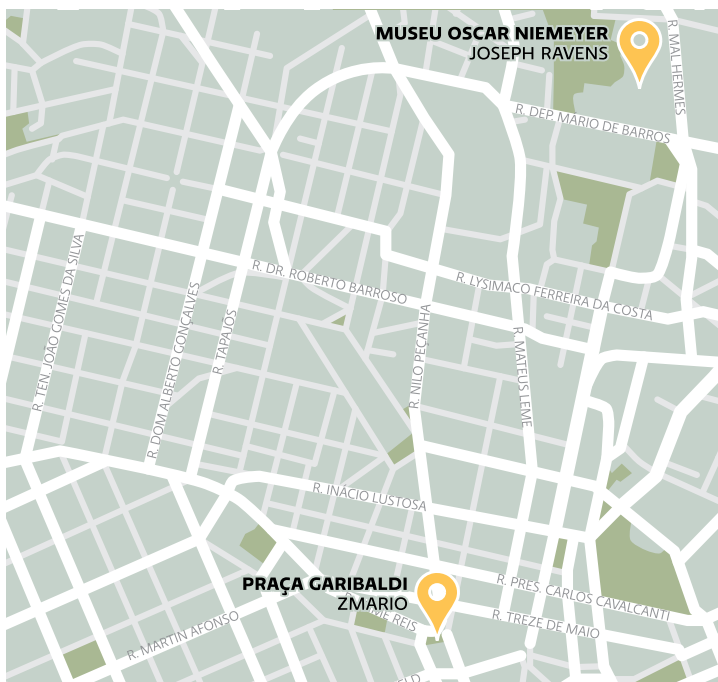 MUSEU OSCAR NIEMEYER
JOSEPH RAVENS
R. MAL HERMES
R. DEP. MÁRIO DE BARROS
R. DR. ROBERTO BARROSO
R. LYSIMACO FERREIRA DA COSTA
R. TEN. JOÃO GOMES DA SILVA
R. DOM ALBERTO GONÇALVES
R. TAPAJÓS
R. NILO PEÇANHA
R. MATEUS LEME
R. INÁCIO LUSTOSA
PRAÇA GARIBALDI
ZMARIO
R. PRES. CARLOS CAVALCANTI
R. TREZE DE MAIO
REIS
R. MARTIN AFONSO